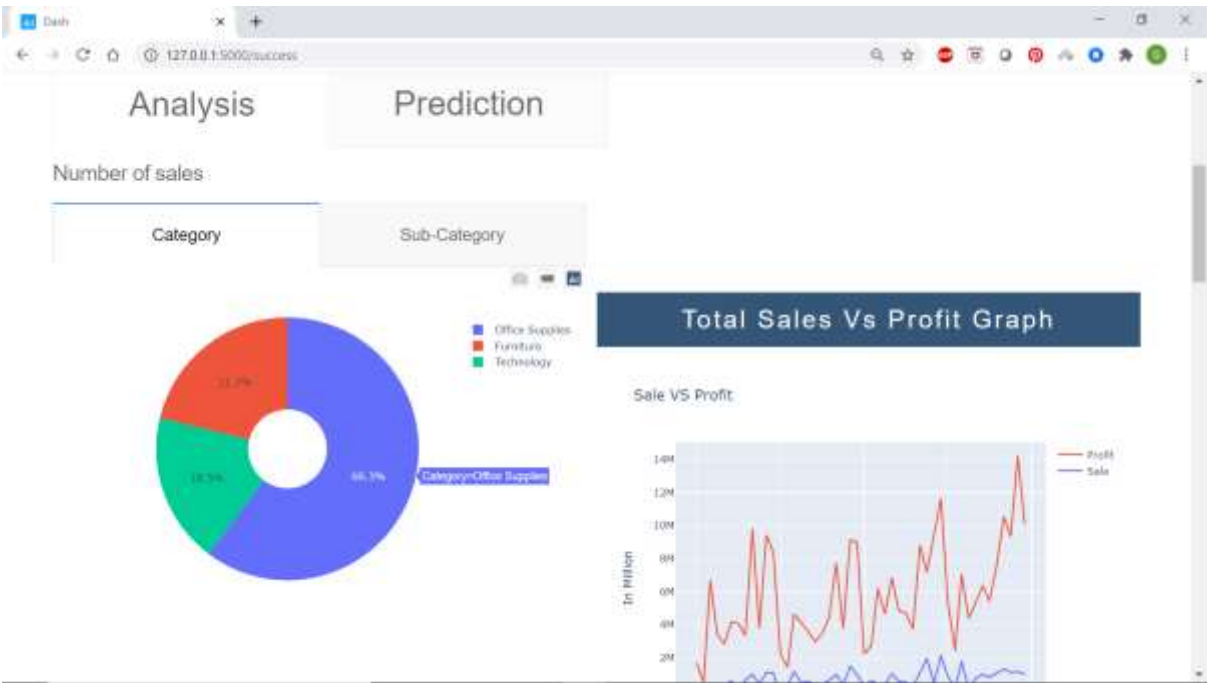 Dash
127.0.0.1:5000/success
Analysis
Prediction
Number of sales
Category
Sub-Category
Office Supplies
Furniture
Technology
Category=Office Supplies
Total Sales Vs Profit Graph
Sale VS Profit
Profit
Sale
In Million
14M
12M
10M
8M
6M
4M
2M